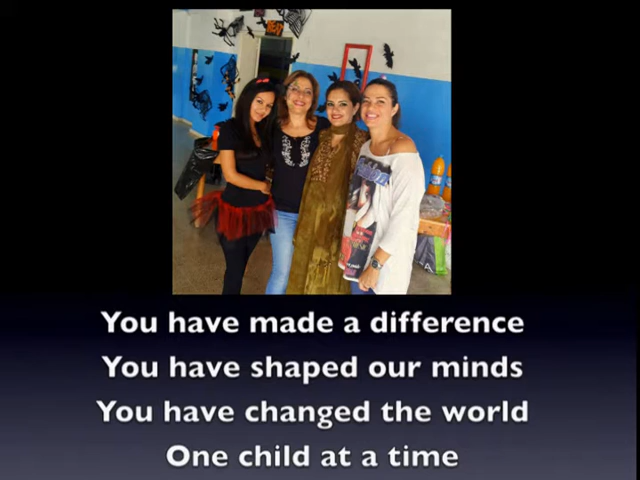 You have made a difference
You have shaped our minds
You have changed the world
One child at a time